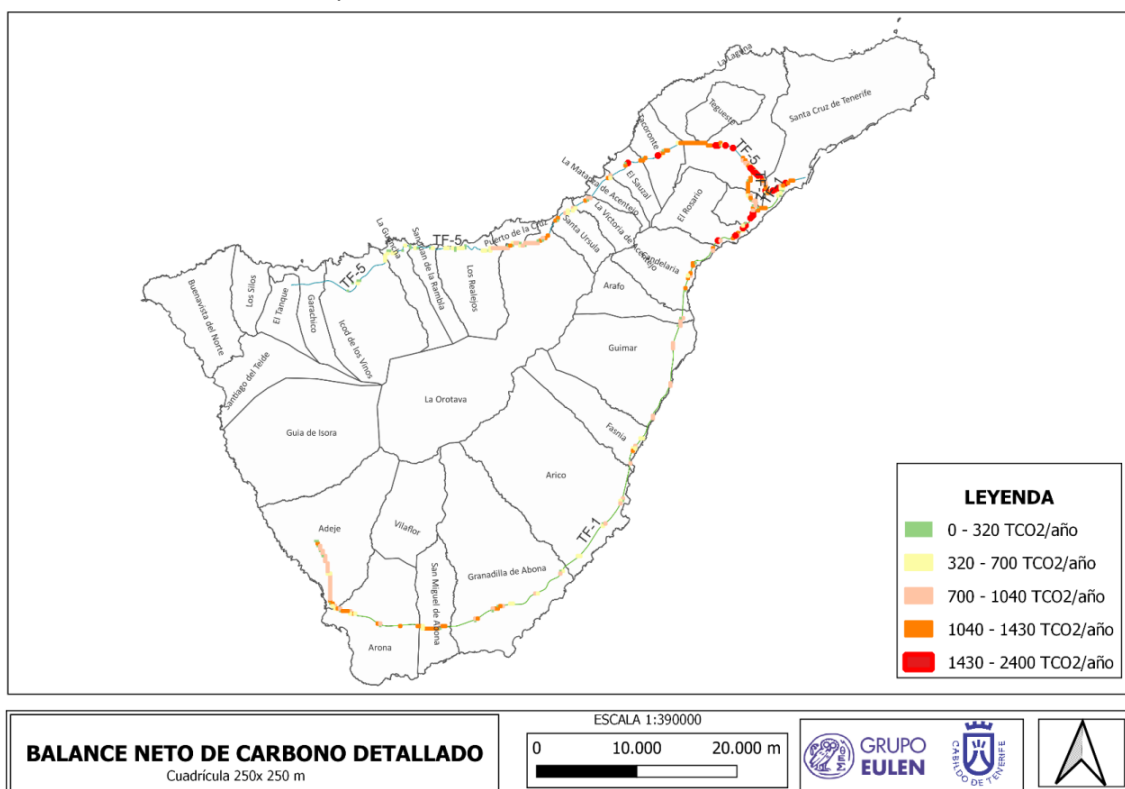 La Laguna
Tegueste
Santa Cruz de Tenerife
Tacoronte
TF-5
La Matanza de Acentejo
El Sauzal
TF-1
El Rosario
La Victoria de Acentejo
Santa Ursula
Candelaria
Puerto de la Cruz
La Guancha
San Juan de la Rambla
TF-5
Los Realejos
TF-5
Buenavista del Norte
Los Silos
El Tanque
Garachico
Icod de los Vinos
Santiago del Teide
Arafo
Guimar
La Orotava
Guia de Isora
Fasnia
Arico
Adeje
Vilaflor
TF-1
San Miguel de Abona
Granadilla de Abona
Arona
LEYENDA
0 - 320 TCO2/año
320 - 700 TCO2/año
700 - 1040 TCO2/año
1040 - 1430 TCO2/año
1430 - 2400 TCO2/año
BALANCE NETO DE CARBONO DETALLADO
Cuadrícula 250x 250 m
ESCALA 1:390000
0 10.000 20.000 m
GRUPO
EULEN
CABILDO DE TENERIFE